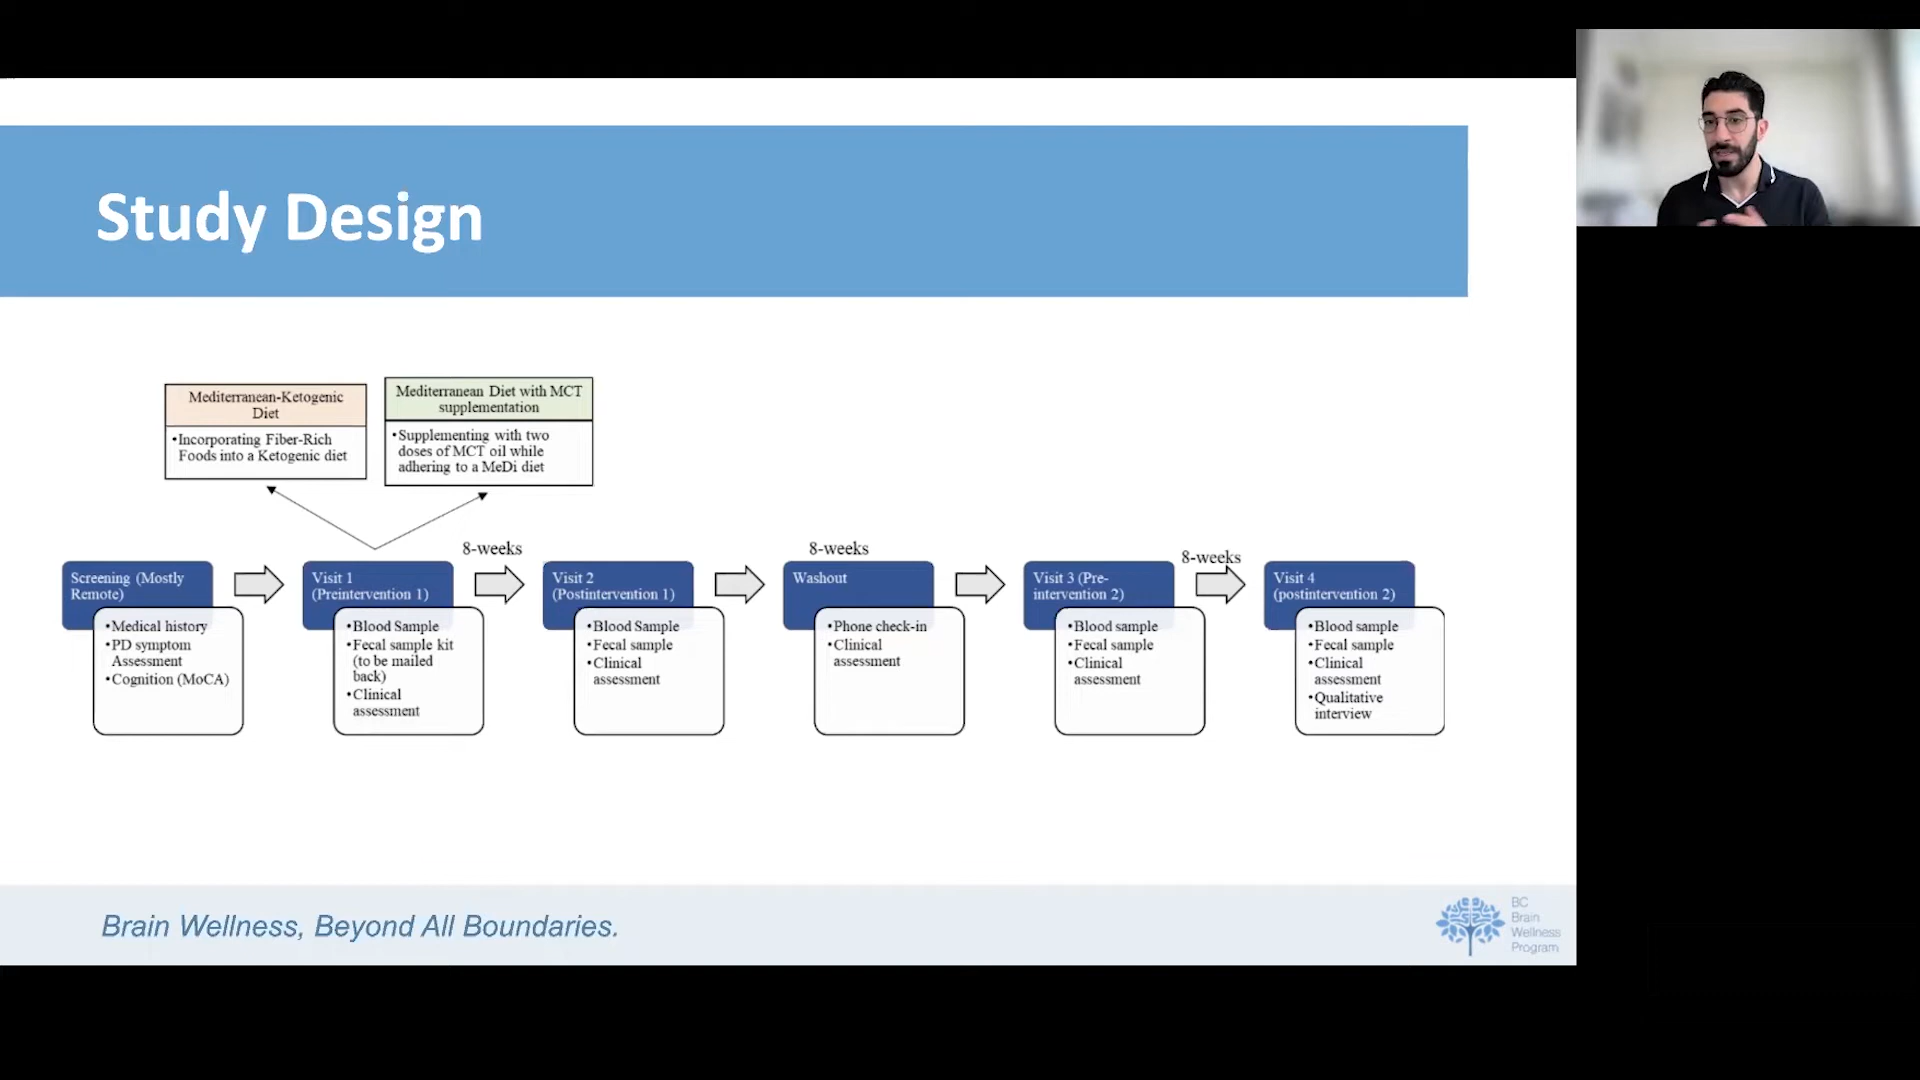 Study Design
Mediterranean-Ketogenic
Diet
•Incorporating Fiber-Rich
Foods into a Ketogenic diet
Mediterranean Diet with MCT
supplementation
•Supplementing with two
doses of MCT oil while
adhering to a MeDi diet
8-weeks
8-weeks
8-weeks
Screening (Mostly
Remote)
•Medical history
•PD symptom
Assessment
•Cognition (MoCA)
Visit 1
(Preintervention 1)
•Blood Sample
•Fecal sample kit
(to be mailed
back)
•Clinical
assessment
Visit 2
(Postintervention 1)
•Blood Sample
•Fecal sample
•Clinical
assessment
Washout
•Phone check-in
•Clinical
assessment
Visit 3 (Pre-
intervention 2)
•Blood sample
•Fecal sample
•Clinical
assessment
Visit 4
(postintervention 2)
•Blood sample
•Fecal sample
•Clinical
assessment
•Qualitative
interview
Brain Wellness, Beyond All Boundaries.
BC
Brain
Wellness
Program